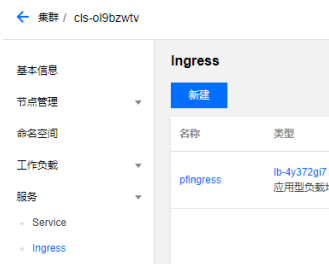 集群 / cls-ol9bzwtv
基本信息
节点管理
命名空间
工作负载
服务
Service
Ingress
Ingress
新建
名称 类型
pfingress lb-4y372gi7
应用型负载